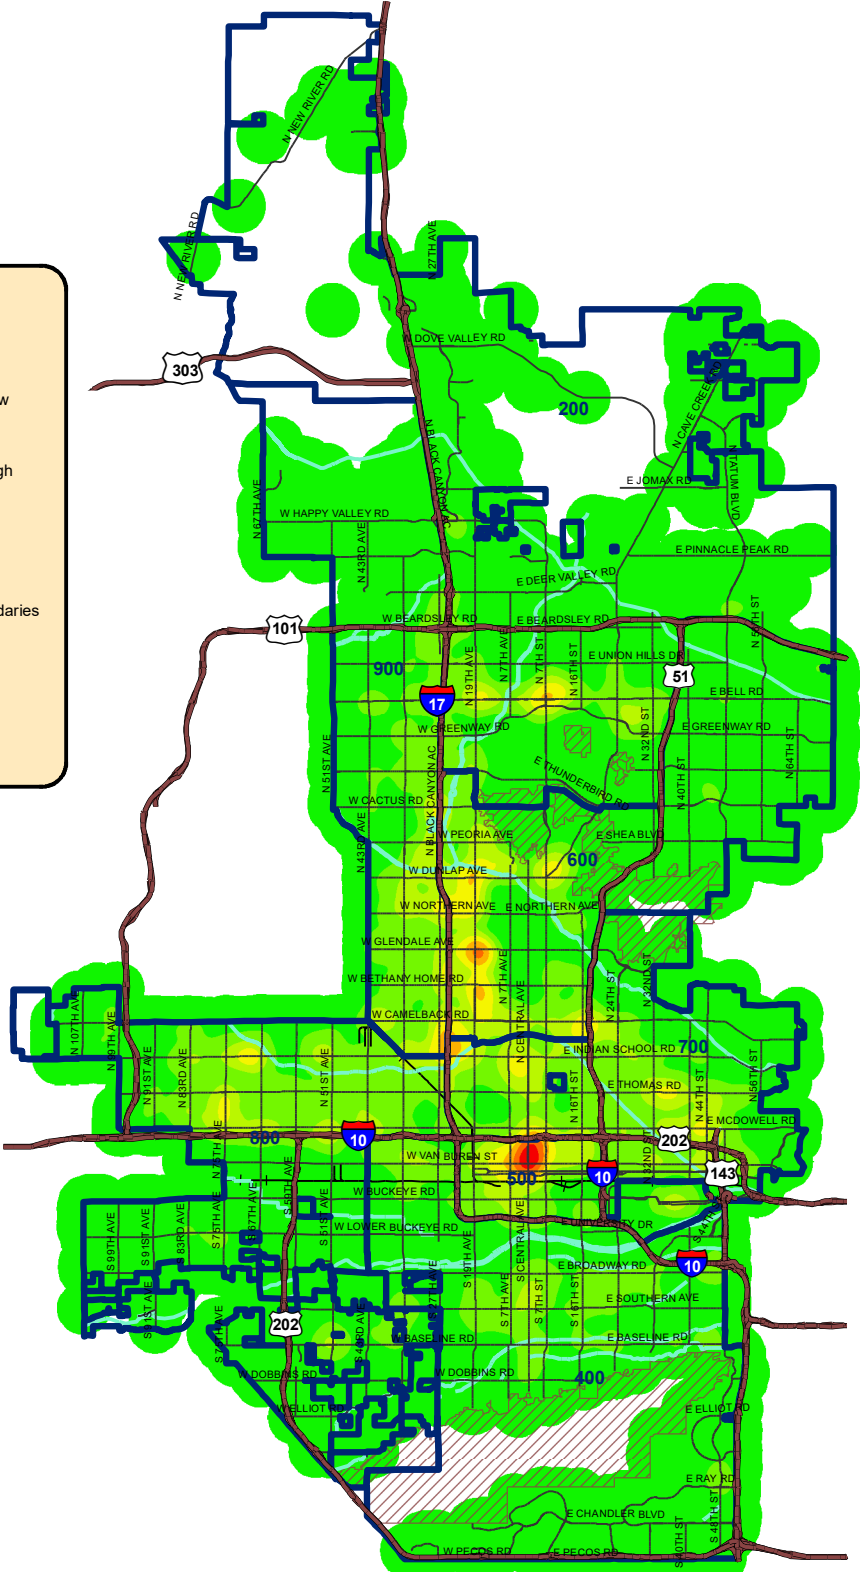 N NEW RIVER RD
N NEW RIVER RD
N 27TH AVE
W DOVE VALLEY RD
303
w
200
N CAVE CREEK RD
gh
N BLACK CANYON AC
N TATUM BLVD
E JOMAX RD
N 67TH AVE
W HAPPY VALLEY RD
N 43RD AVE
E PINNACLE PEAK RD
E DEER VALLEY RD
daries
W BEARDSLEY RD
E BEARDSLEY RD
101
N 7TH AVE
N 7TH ST
N 16TH ST
E UNION HILLS DR
900
N 19TH AVE
51
E BELL RD
17
W GREENWAY RD
N 32ND ST
E GREENWAY RD
N 51ST AVE
N BLACK CANYON AC
E THUNDERBIRD RD
N 40TH ST
N 64TH ST
W CACTUS RD
N 43RD AVE
W PEORIA AVE
E SHEA BLVD
600
W DUNLAP AVE
W NORTHERN AVE
E NORTHERN AVE
W GLENDALE AVE
W BETHANY HOME RD
N 7TH AVE
N 24TH ST
N 32ND ST
W CAMELBACK RD
N 107TH AVE
N 99TH AVE
N CENTRAL AVE
E INDIAN SCHOOL RD
700
N 91ST AVE
N 83RD AVE
N 51ST AVE
N 16TH ST
E THOMAS RD
N 44TH ST
N 56TH ST
E MCDOWELL RD
800
10
202
N 75TH AVE
N 32ND ST
W VAN BUREN ST
500
10
143
S 59TH AVE
W BUCKEYE RD
S 67TH AVE
S 51ST AVE
W LOWER BUCKEYE RD
E UNIVERSITY DR
S 99TH AVE
S 91ST AVE
S 83RD AVE
S 75TH AVE
S 19TH AVE
S CENTRAL AVE
E BROADWAY RD
10
S 27TH AVE
S 7TH AVE
S 7TH ST
S 16TH ST
E SOUTHERN AVE
S 91ST AVE
202
W BASELINE RD
E BASELINE RD
W DOBBINS RD
W DOBBINS RD
400
W ELLIOT RD
E ELLIOT RD
E RAY RD
E CHANDLER BLVD
S 48TH ST
S 40TH ST
W PECOS RD
E PECOS RD